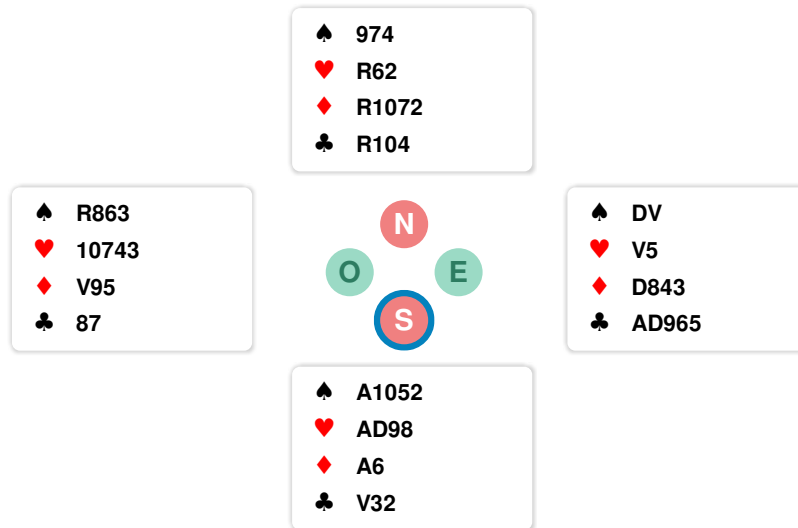 ♠ 974
♥ R62
♦ R1072
♣ R104
♠ R863
♥ 10743
♦ V95
♣ 87
N
O E
S
♠ DV
♥ V5
♦ D843
♣ AD965
♠ A1052
♥ AD98
♦ A6
♣ V32